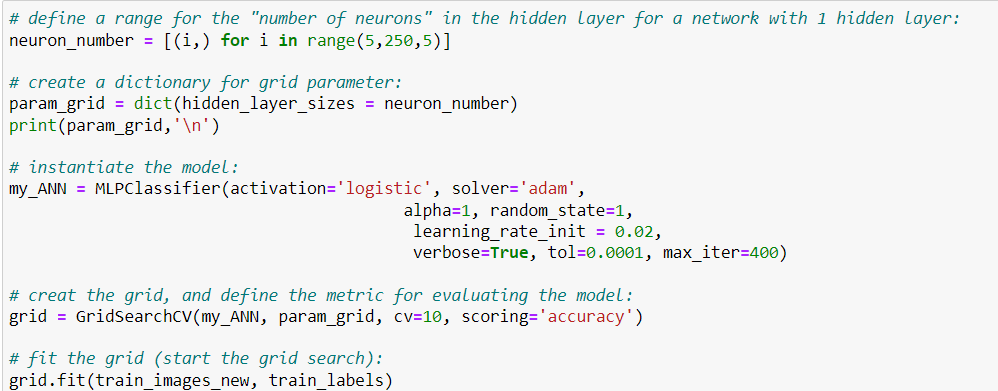 # define a range for the "number of neurons" in the hidden layer for a network with 1 hidden layer:
neuron_number = [(i,) for i in range(5,250,5)]
# create a dictionary for grid parameter:
param_grid = dict(hidden_layer_sizes = neuron_number)
print(param_grid,'\n')
# instantiate the model:
my_ANN = MLPClassifier(activation='logistic', solver='adam',
alpha=1, random_state=1,
learning_rate_init = 0.02,
verbose=True, tol=0.0001, max_iter=400)
# creat the grid, and define the metric for evaluating the model:
grid = GridSearchCV(my_ANN, param_grid, cv=10, scoring='accuracy')
# fit the grid (start the grid search):
grid.fit(train_images_new, train_labels)